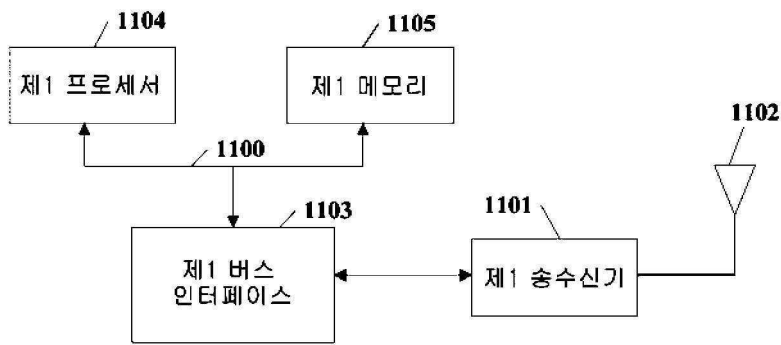 1104
1105
제1 프로세서
제1 메모리
1102
1100
1103
1101
제1 버스
인터페이스
제1 송수신기